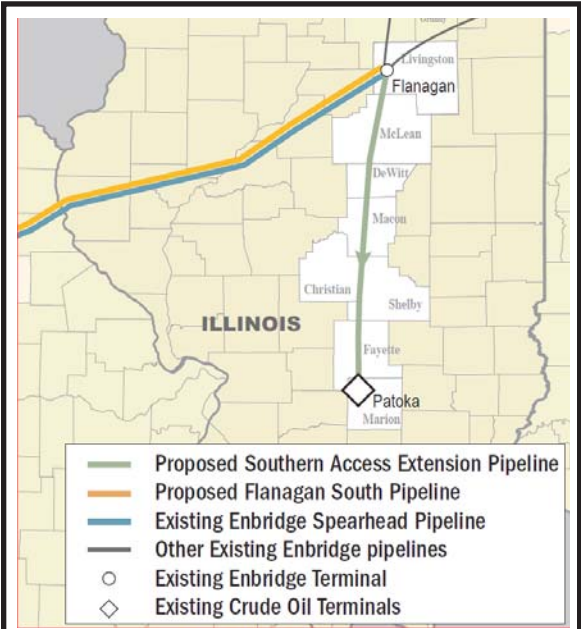 Grundy
Livingston
Flanagan
McLean
DeWitt
Macon
Christian
Shelby
ILLINOIS
Fayette
Patoka
Marion
Proposed Southern Access Extension Pipeline
Proposed Flanagan South Pipeline
Existing Enbridge Spearhead Pipeline
Other Existing Enbridge pipelines
Existing Enbridge Terminal
Existing Crude Oil Terminals